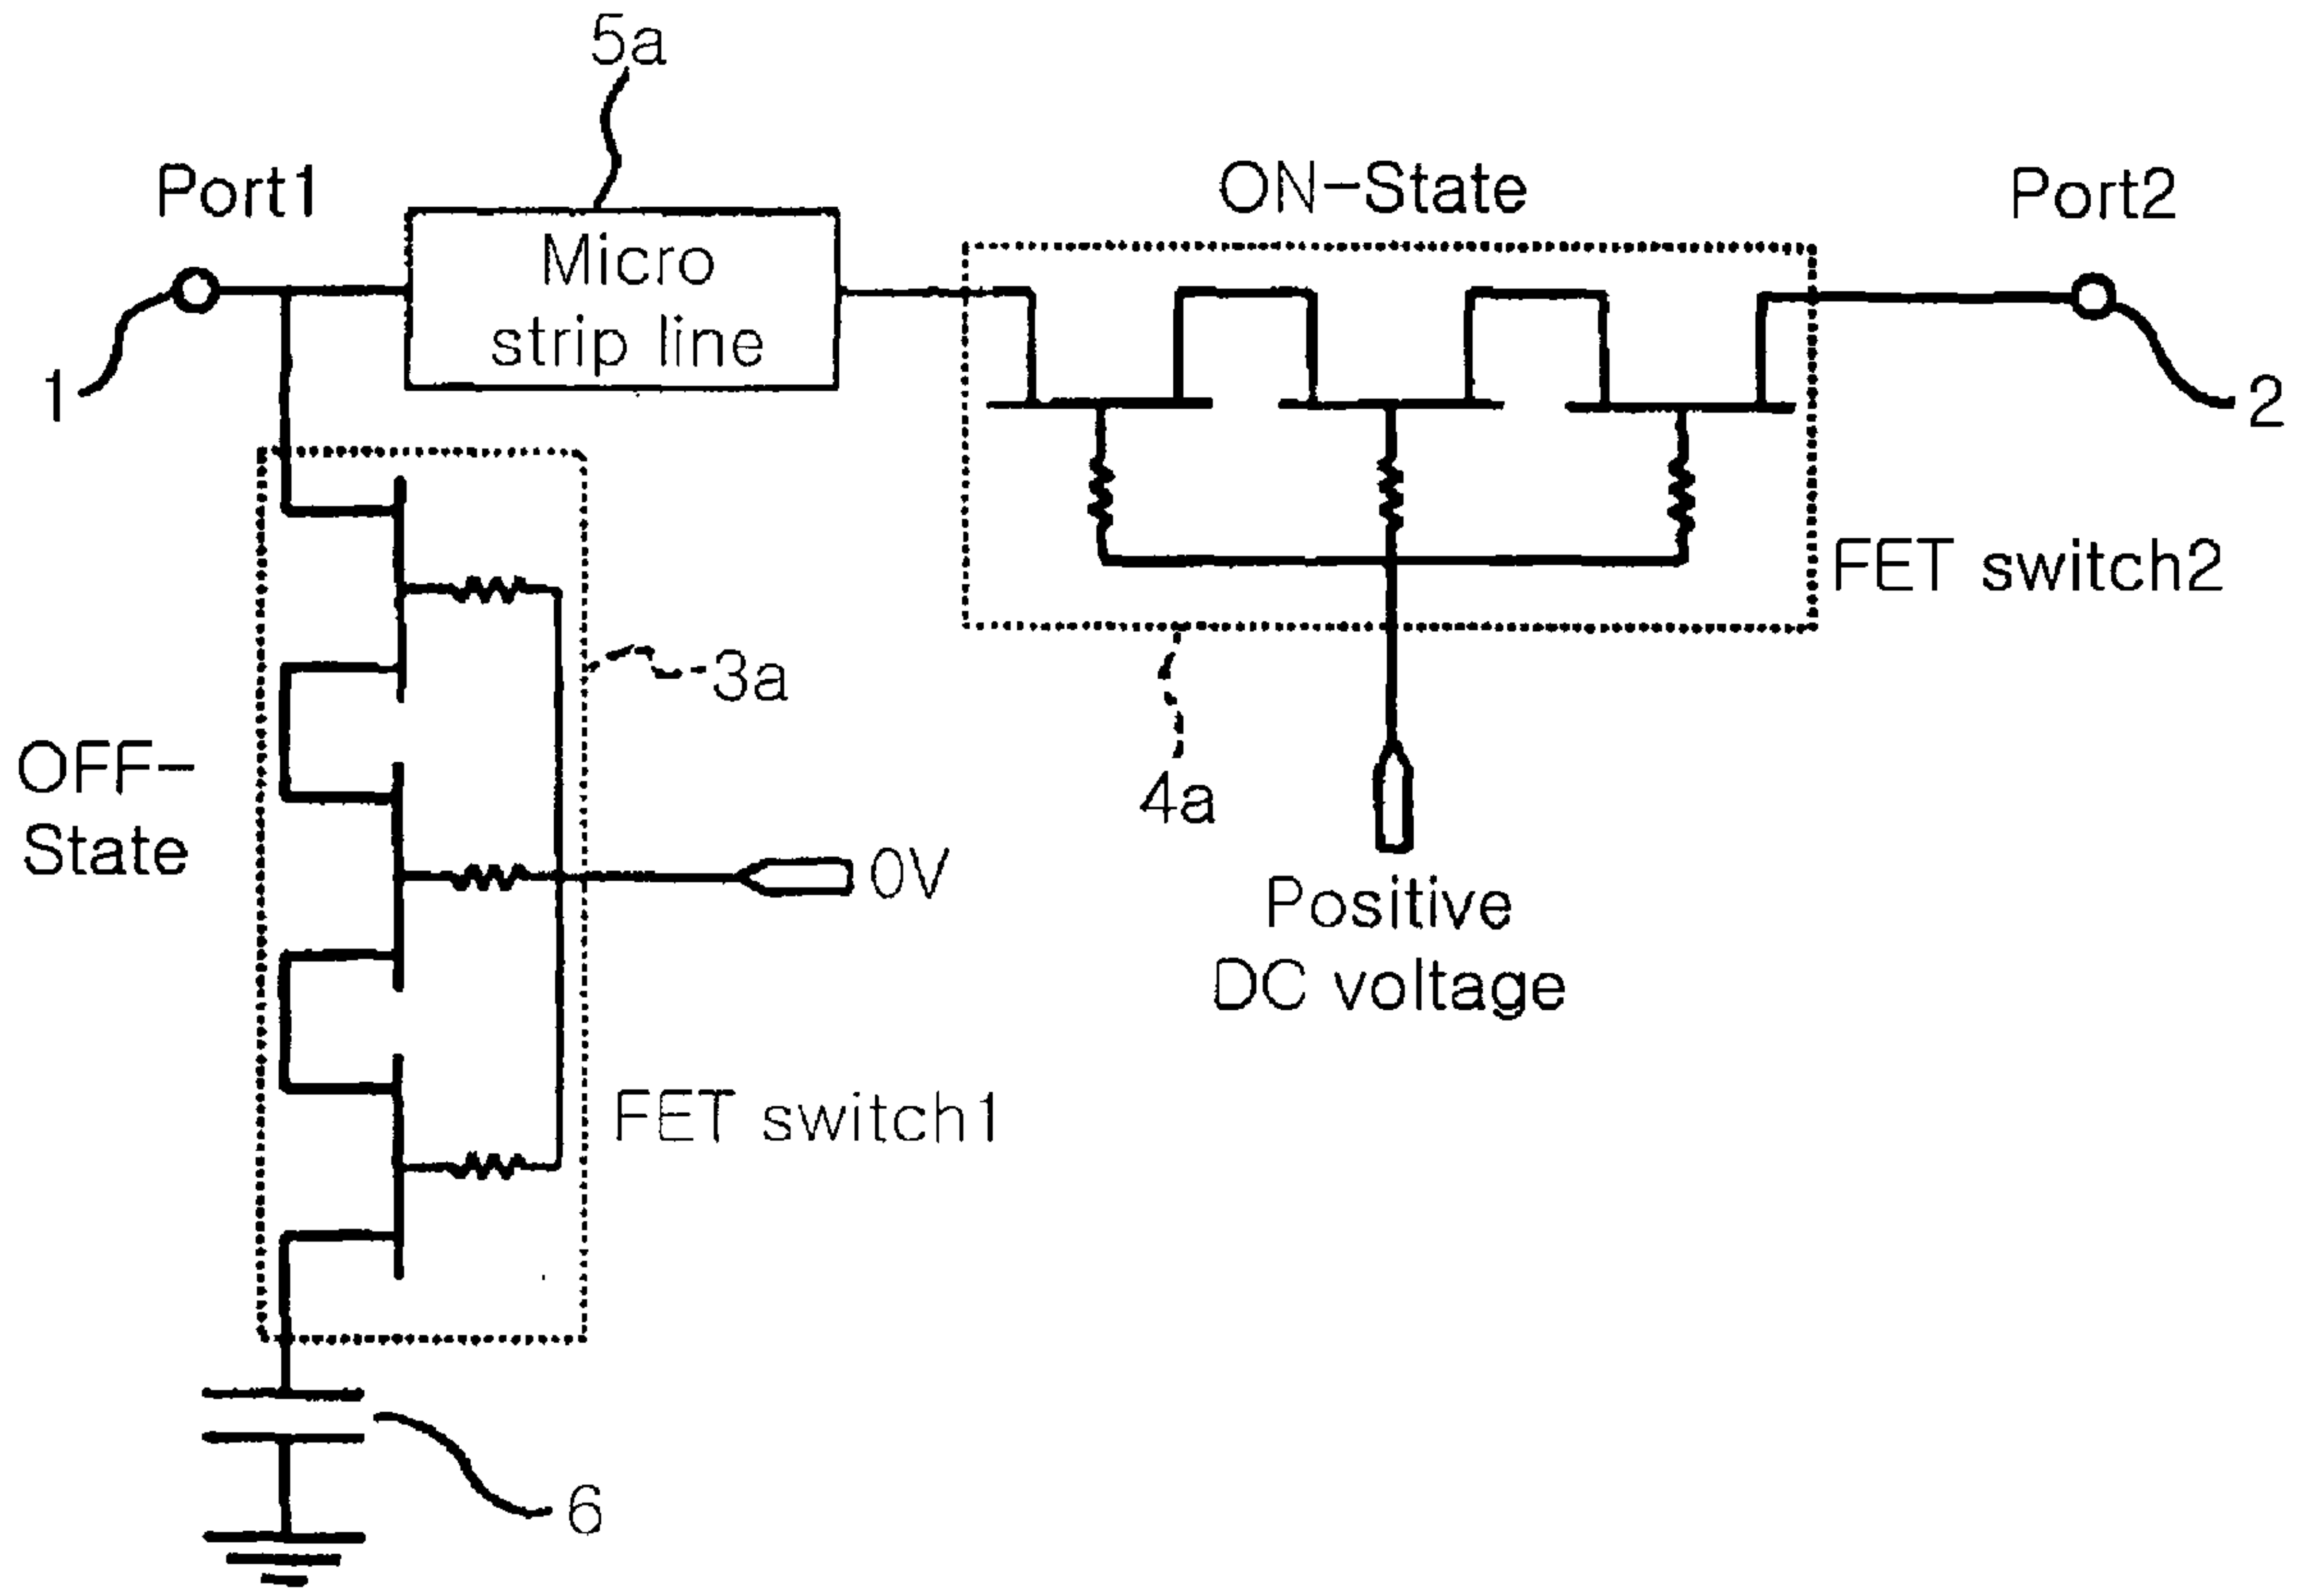 5a
Port1
Micro
strip line
ON-State
Port2
1
2
FET switch2
3a
OFF-
State
4a
0V
Positive
DC voltage
FET switch1
6